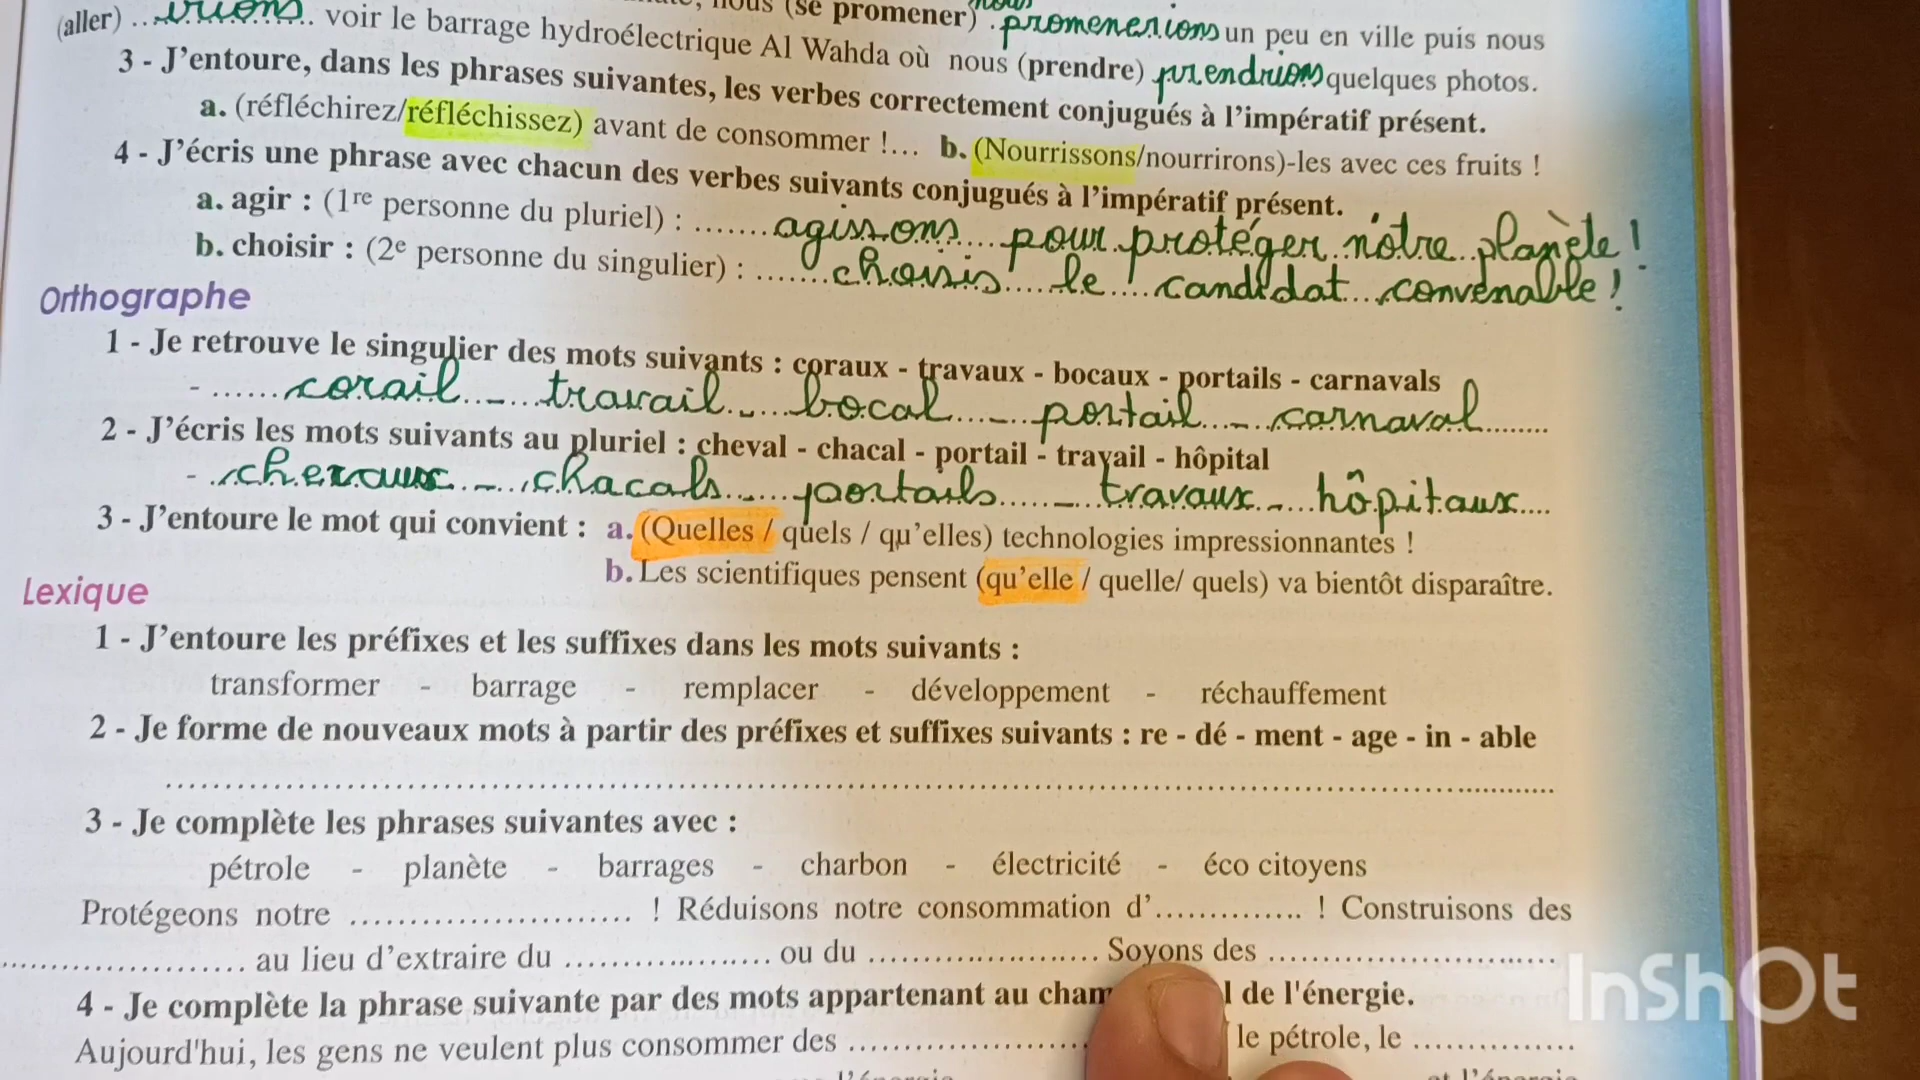 nous (se promener) nous promenerions un peu en ville puis nous
(aller) ...irions.. voir le barrage hydroélectrique Al Wahda où nous (prendre) prendrions quelques photos.
3 - J'entoure, dans les phrases suivantes, les verbes correctement conjugués à l'impératif présent.
a. (réfléchirez/réfléchissez) avant de consommer !... b. (Nourrissons/nourrirons)-les avec ces fruits !
4 - J'écris une phrase avec chacun des verbes suivants conjugués à l'impératif présent.
a. agir : (1re personne du pluriel) : ....... agissons pour protéger notre planète !
b. choisir : (2e personne du singulier) : ....... choisis le candidat convenable !
Orthographe
1 - Je retrouve le singulier des mots suivants : coraux - travaux - bocaux - portails - carnavals
- ...... corail - travail - bocal - portail - carnaval
2 - J'écris les mots suivants au pluriel : cheval - chacal - portail - travail - hôpital
- chevaux - chacals - portails - travaux - hôpitaux
3 - J'entoure le mot qui convient : a. (Quelles / quels / qu'elles) technologies impressionnantes !
b. Les scientifiques pensent (qu'elle / quelle/ quels) va bientôt disparaître.
Lexique
1 - J'entoure les préfixes et les suffixes dans les mots suivants :
transformer - barrage - remplacer - développement - réchauffement
2 - Je forme de nouveaux mots à partir des préfixes et suffixes suivants : re - dé - ment - age - in - able
3 - Je complète les phrases suivantes avec :
pétrole - planète - barrages - charbon - électricité - éco citoyens
Protégeons notre ............................ ! Réduisons notre consommation d'.............. ! Construisons des
........................ au lieu d'extraire du .................... ou du ....................... Soyons des ............................
4 - Je complète la phrase suivante par des mots appartenant au cham l de l'énergie.
Aujourd'hui, les gens ne veulent plus consommer des ........................ le pétrole, le ................
l'énergie et l'énergie
InShOt